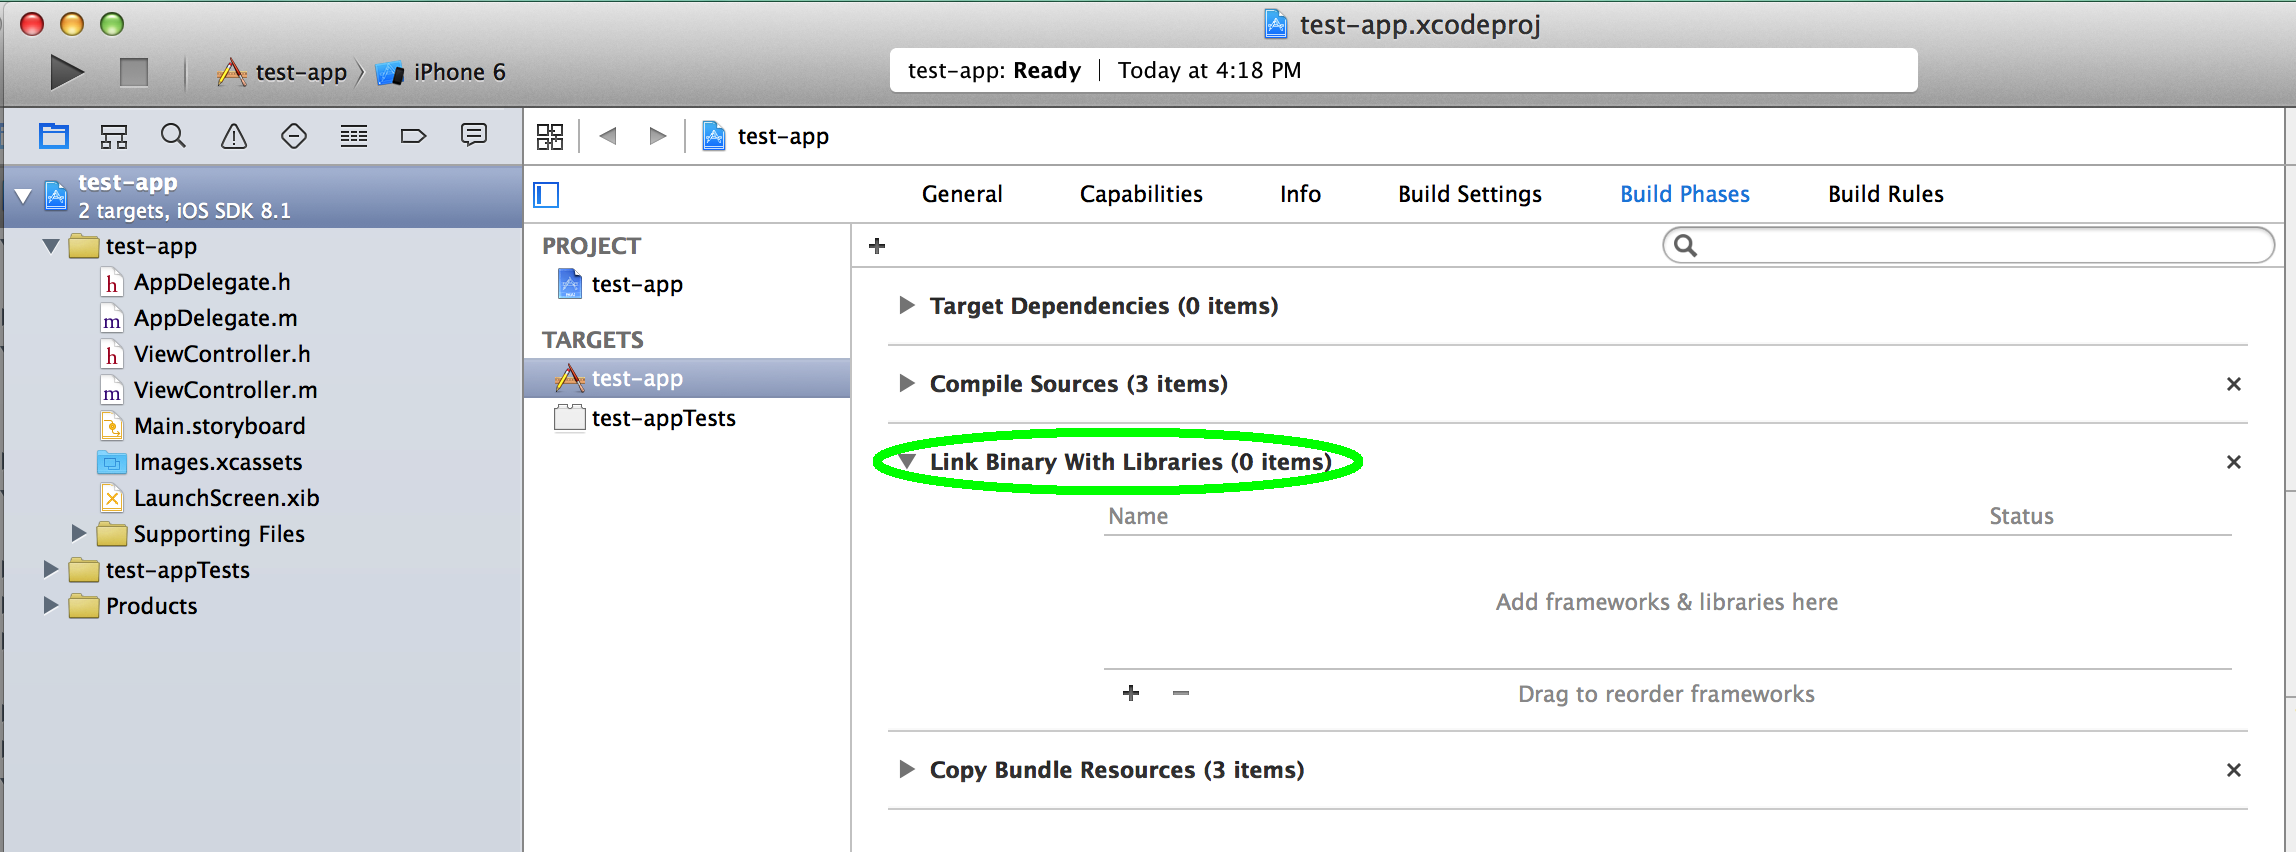 test-app.xcodeproj
test-app iPhone 6
test-app: Ready Today at 4:18 PM
test-app
2 targets, iOS SDK 8.1
test-app
h AppDelegate.h
m AppDelegate.m
h ViewController.h
m ViewController.m
Main.storyboard
Images.xcassets
LaunchScreen.xib
Supporting Files
test-appTests
Products
test-app
General Capabilities Info Build Settings Build Phases Build Rules
PROJECT
test-app
TARGETS
test-app
test-appTests
Target Dependencies (0 items)
Compile Sources (3 items)
Link Binary With Libraries (0 items)
Name Status
Add frameworks & libraries here
Drag to reorder frameworks
Copy Bundle Resources (3 items)